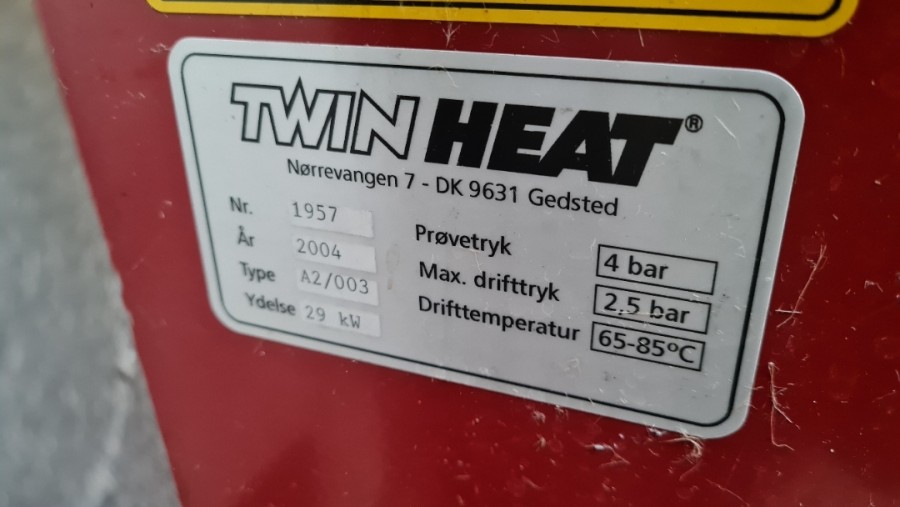 TWIN HEAT®
Nørrevangen 7 - DK 9631 Gedsted
Nr. 1957
År 2004
Type A2/003
Ydelse 29 kW
Prøvetryk 4 bar
Max. drifttryk 2,5 bar
Drifttemperatur 65-85ºC